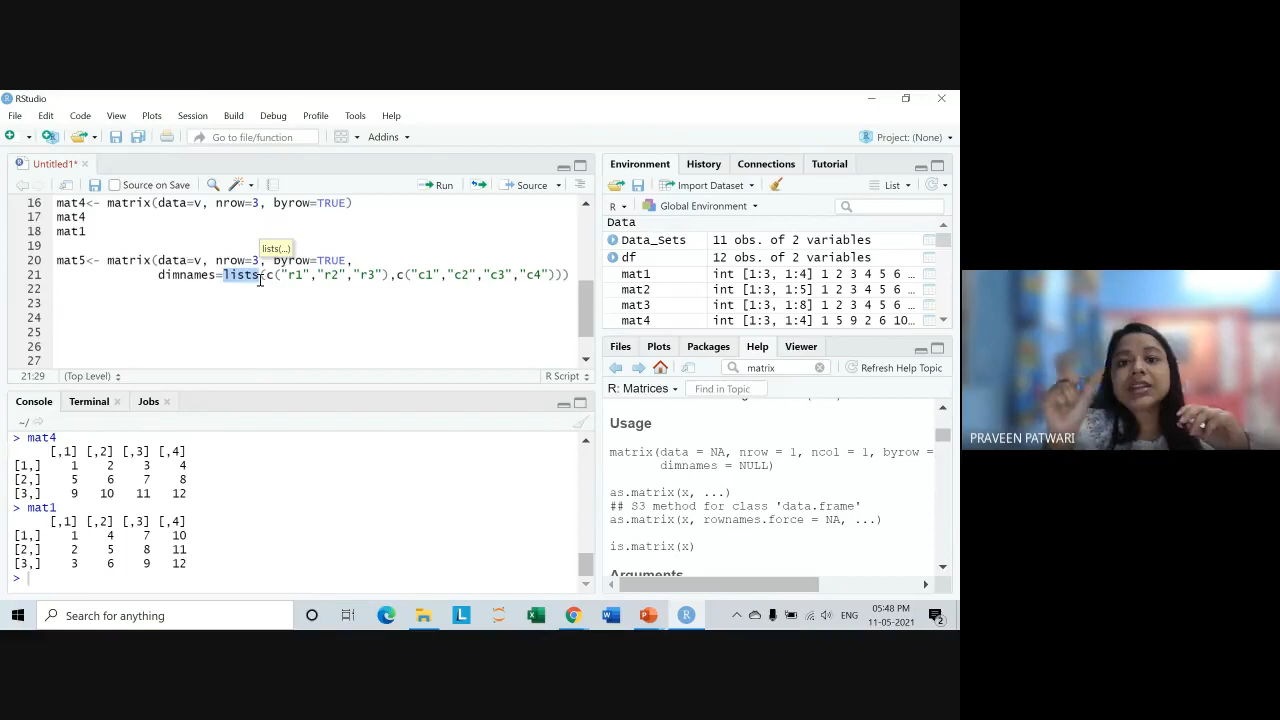 RStudio
File Edit Code View Plots Session Build Debug Profile Tools Help
Go to file/function Addins Project: (None)
Untitled1*
Source on Save Run Source
16 mat4<- matrix(data=v, nrow=3, byrow=TRUE)
17 mat4
18 mat1
19
lists(...)
20 mat5<- matrix(data=v, nrow=3, byrow=TRUE,
21 dimnames=lists(c("r1","r2","r3"),c("c1","c2","c3","c4")))
22
23
24
25
26
27
21:29 (Top Level) R Script
Console Terminal Jobs
~/
> mat4
[,1] [,2] [,3] [,4]
[1,] 1 2 3 4
[2,] 5 6 7 8
[3,] 9 10 11 12
> mat1
[,1] [,2] [,3] [,4]
[1,] 1 4 7 10
[2,] 2 5 8 11
[3,] 3 6 9 12
>
Environment History Connections Tutorial
Import Dataset List
R Global Environment
Data
Data_Sets 11 obs. of 2 variables
df 12 obs. of 2 variables
mat1 int [1:3, 1:4] 1 2 3 4 5 6 ...
mat2 int [1:3, 1:4] 1 2 3 4 5 6 ...
mat3 int [1:3, 1:8] 1 2 3 4 5 6 ...
mat4 int [1:3, 1:4] 1 5 9 2 6 10...
Files Plots Packages Help Viewer
matrix Refresh Help Topic
R: Matrices Find in Topic
Usage
matrix(data = NA, nrow = 1, ncol = 1, byrow =
dimnames = NULL)
as.matrix(x, ...)
## S3 method for class 'data.frame'
as.matrix(x, rownames.force = NA, ...)
is.matrix(x)
Arguments
PRAVEEN PATWARI
Search for anything
ENG
05:48 PM
11-05-2021
2